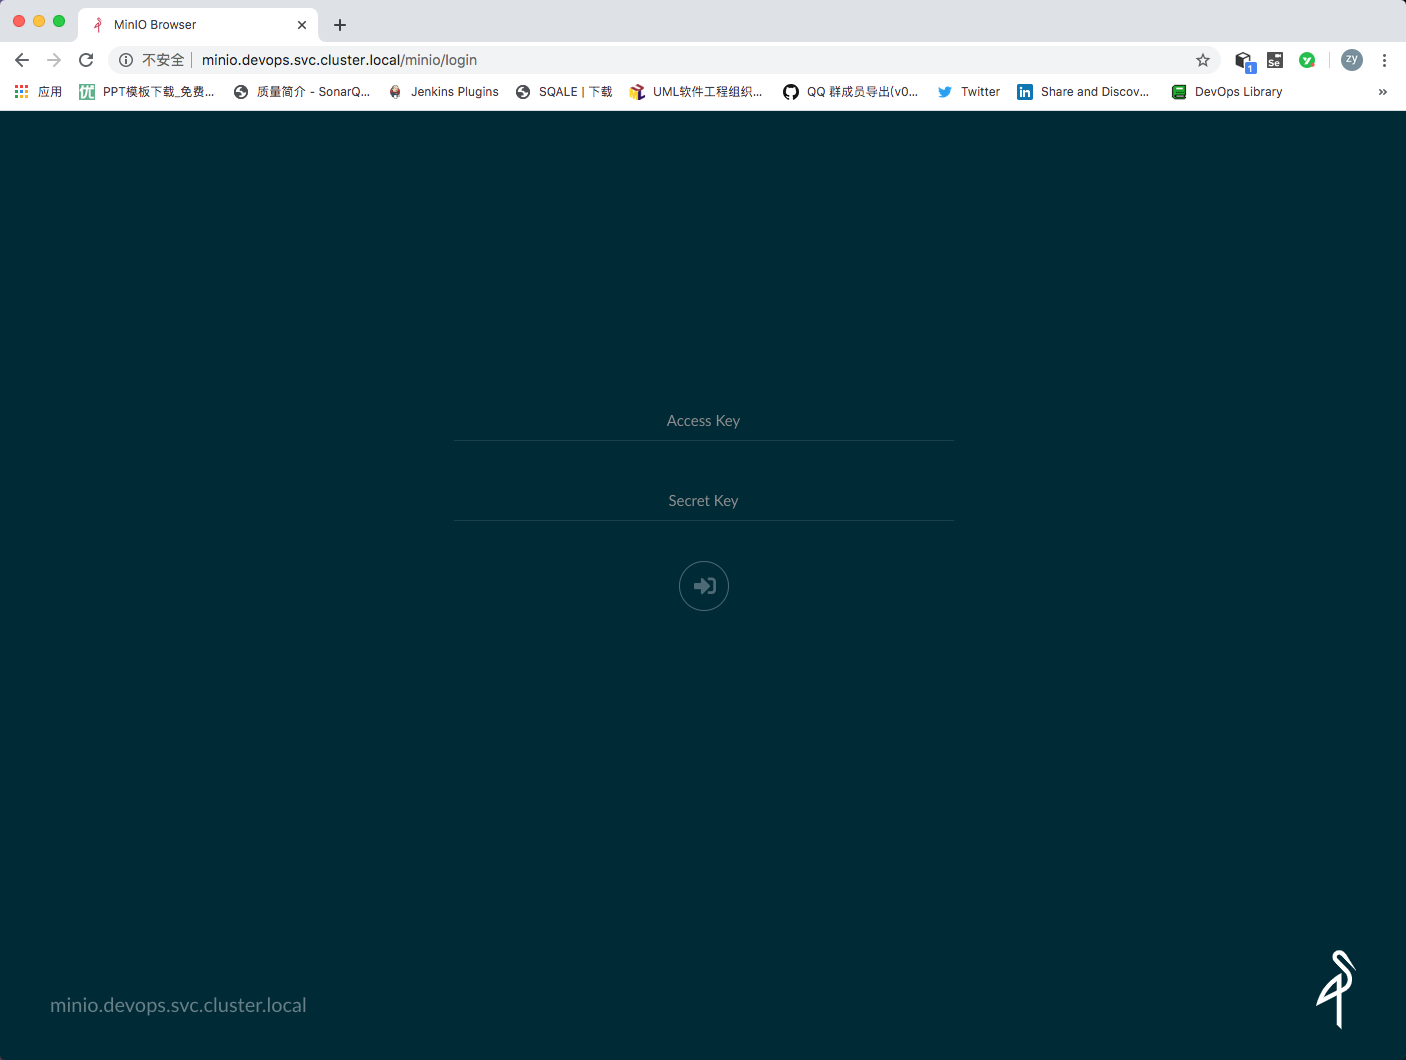 MinIO Browser
不安全 minio.devops.svc.cluster.local/minio/login
1 Se zy
应用 PPT模板下载_免费... 质量简介 - SonarQ... Jenkins Plugins SQALE | 下载 UML软件工程组织... QQ 群成员导出(v0... Twitter Share and Discov... DevOps Library
Access Key
Secret Key
minio.devops.svc.cluster.local